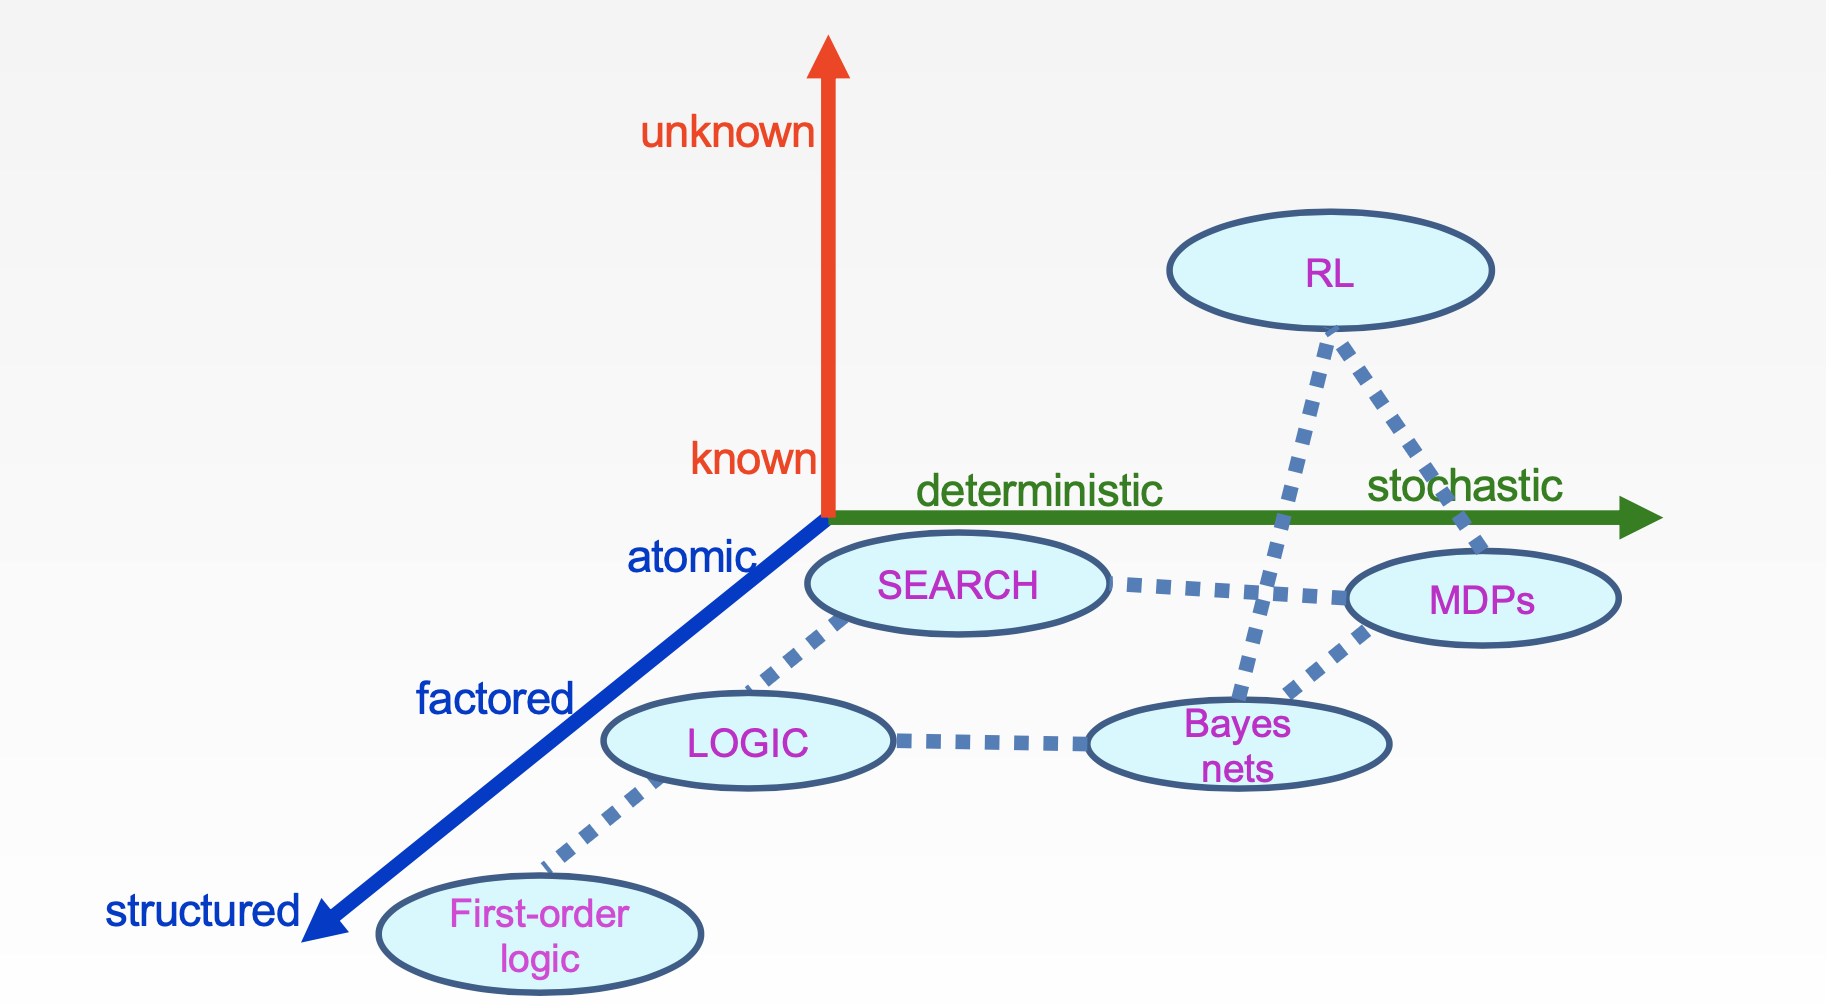 unknown
RL
known
deterministic
stochastic
atomic
SEARCH
MDPs
factored
LOGIC
Bayes
nets
structured
First-order
logic